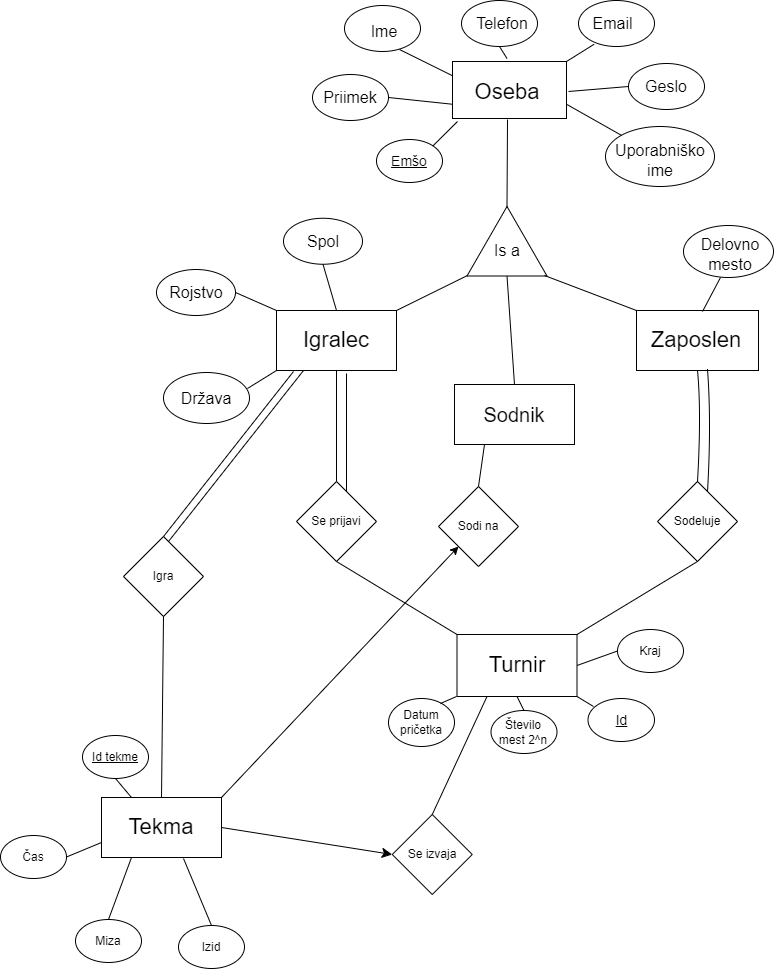 Ime
Telefon
Email
Priimek
Oseba
Geslo
Emšo
Uporabniško
ime
Spol
Is a
Delovno
mesto
Rojstvo
Igralec
Zaposlen
Država
Sodnik
Se prijavi
Sodi na
Sodeluje
Igra
Turnir
Kraj
Datum
pričetka
Število
mest 2^n
Id
Id tekme
Tekma
Čas
Se izvaja
Miza
Izid